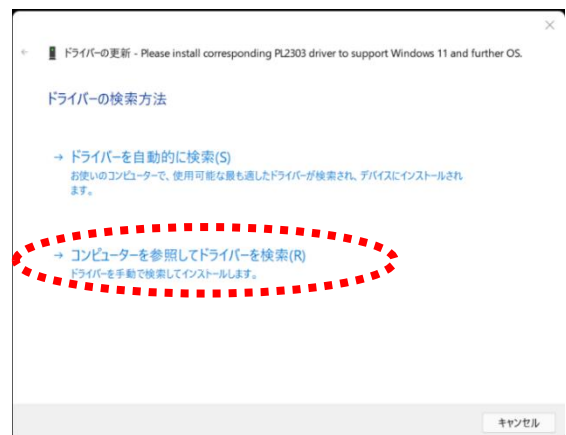 ドライバーの更新 - Please install corresponding PL2303 driver to support Windows 11 and further OS.
ドライバーの検索方法
→ ドライバーを自動的に検索(S)
お使いのコンピューターで、使用可能な最も適したドライバーが検索され、デバイスにインストールされ
ます。
→ コンピューターを参照してドライバーを検索(R)
ドライバーを手動で検索してインストールします。
キャンセル